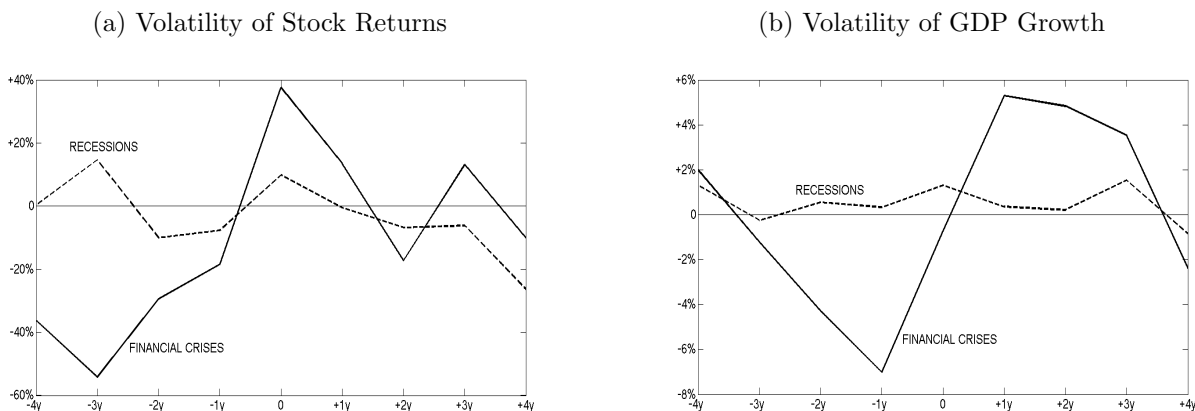 (a) Volatility of Stock Returns
+40%
+20%
0
-20%
-40%
-60%
RECESSIONS
FINANCIAL CRISES
-4y -3y -2y -1y 0 +1y +2y +3y +4y
(b) Volatility of GDP Growth
+6%
+4%
+2%
0
-2%
-4%
-6%
-8%
RECESSIONS
FINANCIAL CRISES
-4y -3y -2y -1y 0 +1y +2y +3y +4y